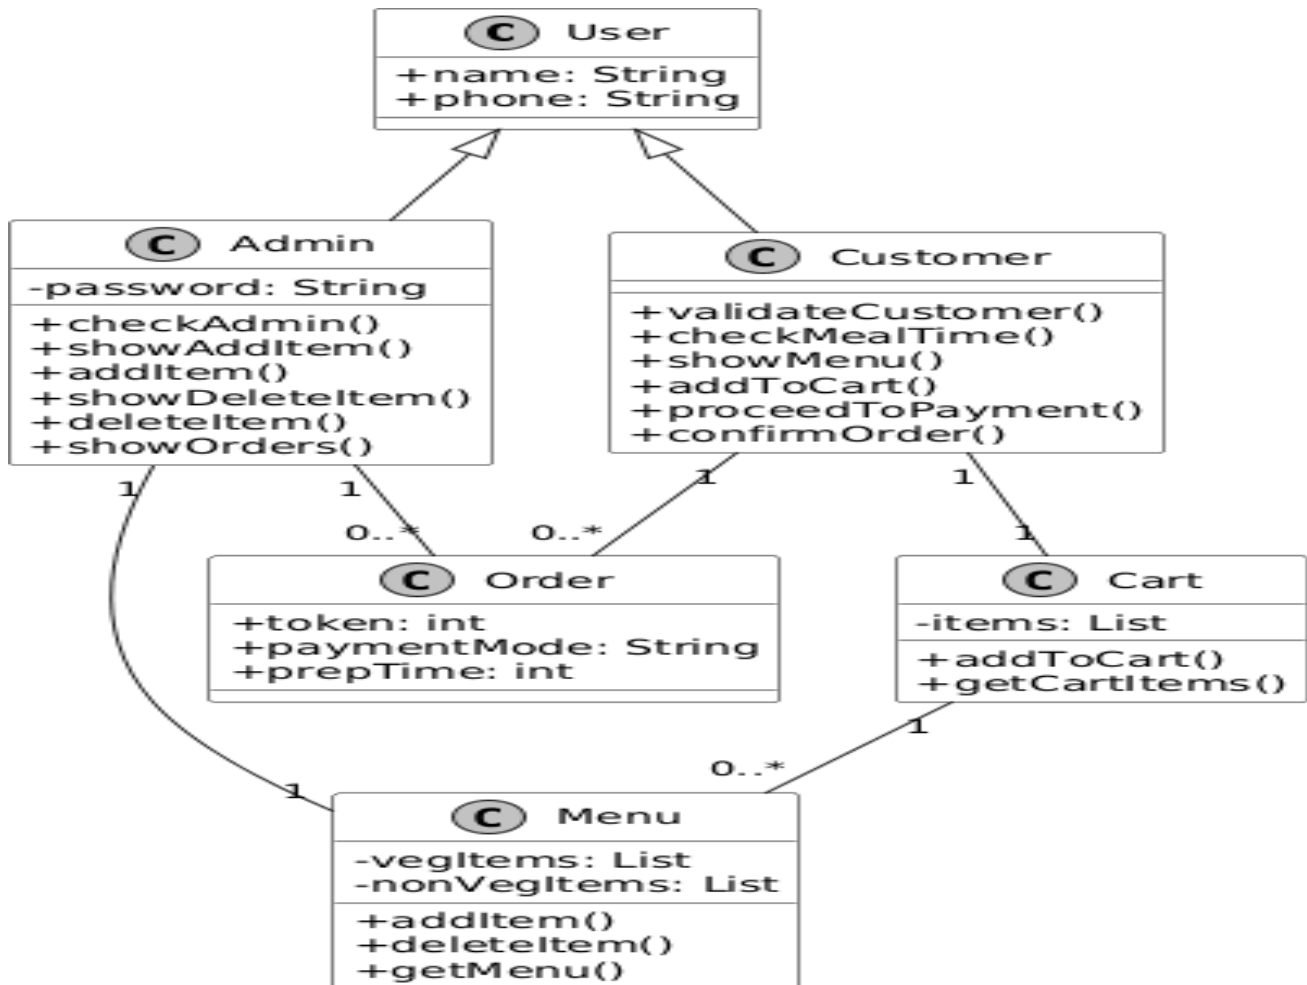 C User
+name: String
+phone: String
C Admin
-password: String
+checkAdmin()
+showAddItem()
+addItem()
+showDeleteItem()
+deleteItem()
+showOrders()
C Customer
+validateCustomer()
+checkMealTime()
+showMenu()
+addToCart()
+proceedToPayment()
+confirmOrder()
1
1
1
1
0..*
0..*
1
C Order
+token: int
+paymentMode: String
+prepTime: int
C Cart
-items: List
+addToCart()
+getCartItems()
1
0..*
1
C Menu
-vegItems: List
-nonVegItems: List
+addItem()
+deleteItem()
+getMenu()